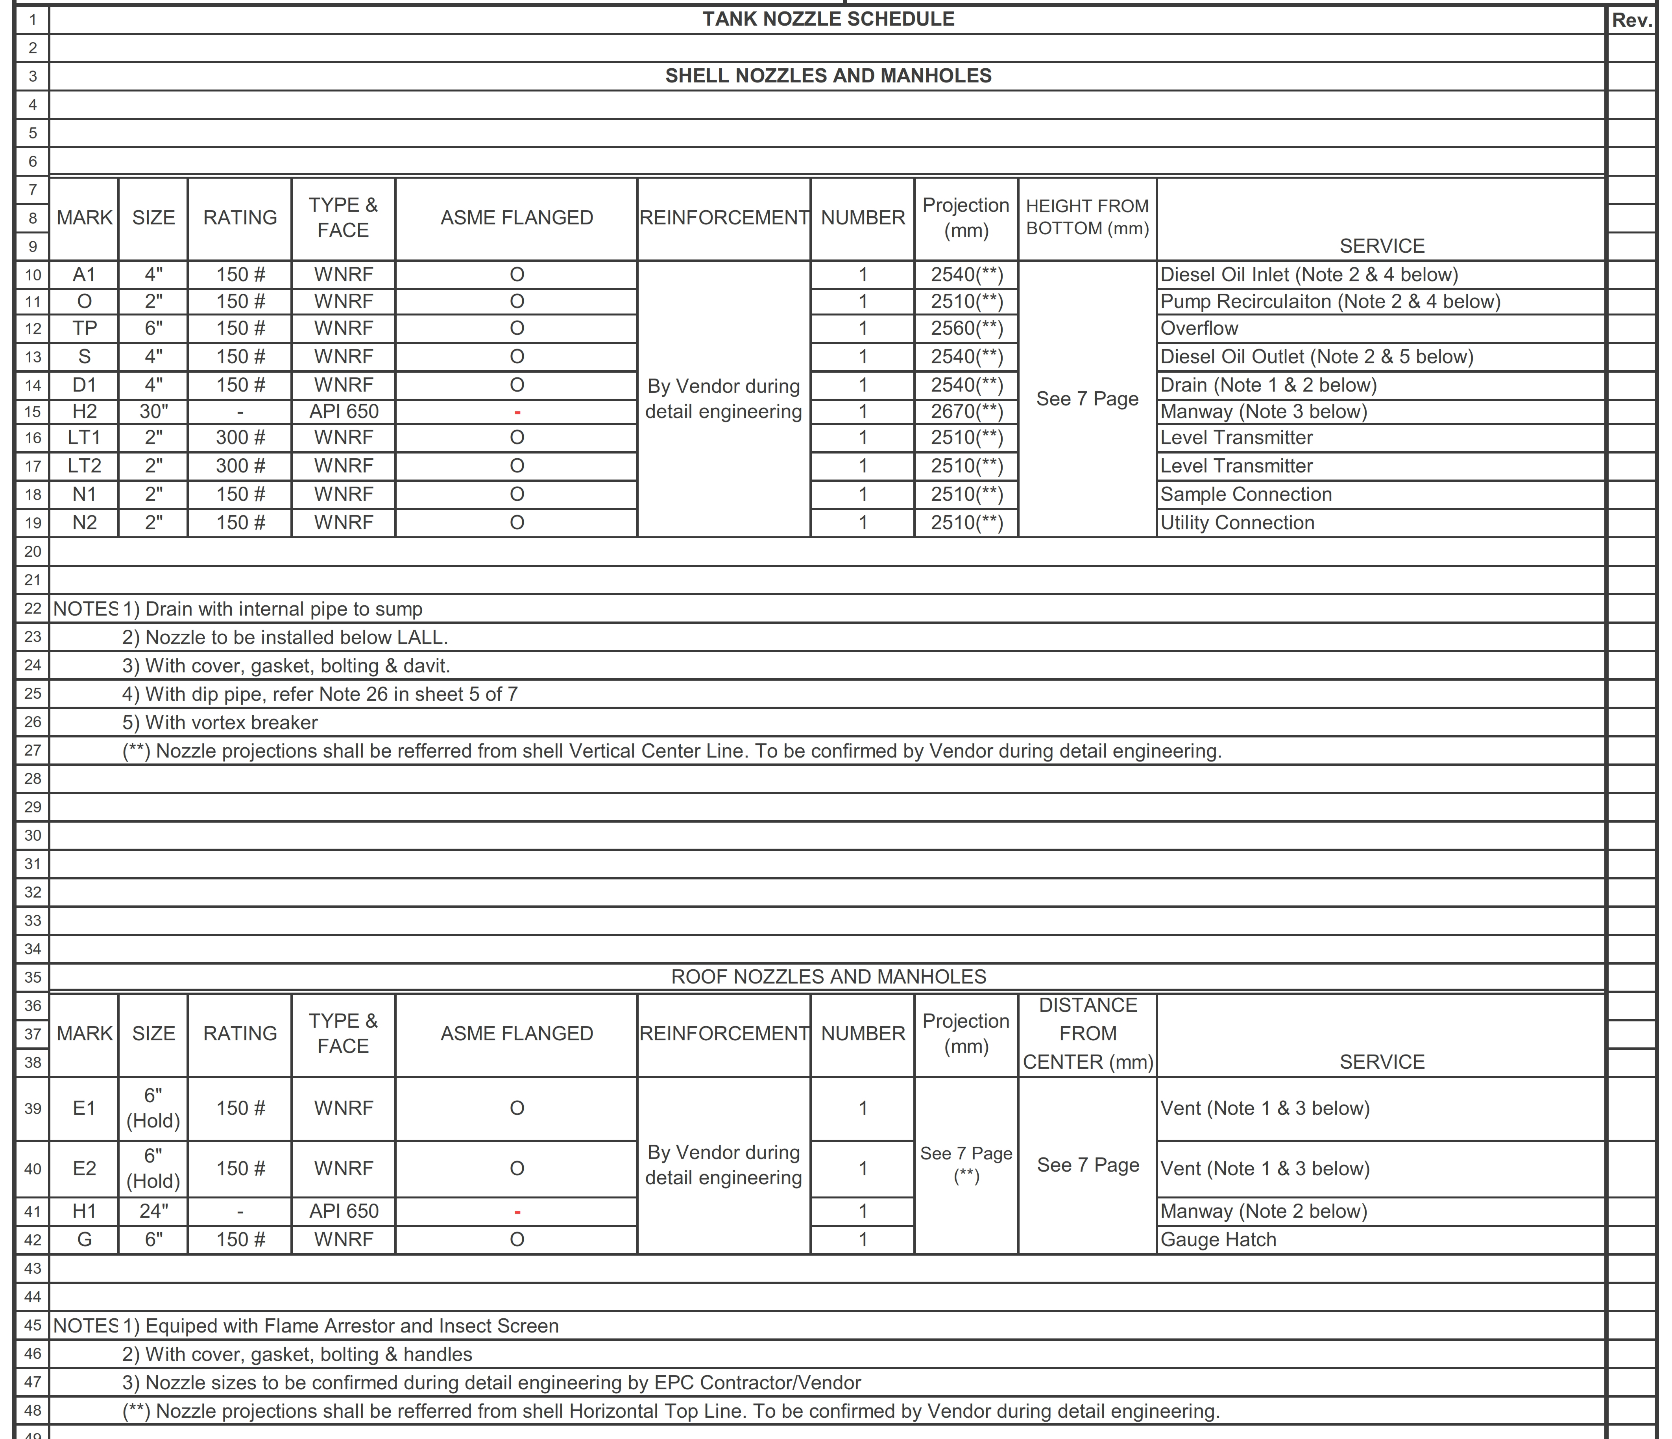 1 TANK NOZZLE SCHEDULE Rev.
2
3 SHELL NOZZLES AND MANHOLES
4
5
6
7
8 MARK SIZE RATING TYPE & FACE ASME FLANGED REINFORCEMENT NUMBER Projection (mm) HEIGHT FROM BOTTOM (mm) SERVICE
9
10 A1 4" 150 # WNRF O 1 2540(**) Diesel Oil Inlet (Note 2 & 4 below)
11 O 2" 150 # WNRF O 1 2510(**) Pump Recirculaiton (Note 2 & 4 below)
12 TP 6" 150 # WNRF O 1 2560(**) Overflow
13 S 4" 150 # WNRF O 1 2540(**) Diesel Oil Outlet (Note 2 & 5 below)
14 D1 4" 150 # WNRF O By Vendor during detail engineering 1 2540(**) See 7 Page Drain (Note 1 & 2 below)
15 H2 30" - API 650 - 1 2670(**) Manway (Note 3 below)
16 LT1 2" 300 # WNRF O 1 2510(**) Level Transmitter
17 LT2 2" 300 # WNRF O 1 2510(**) Level Transmitter
18 N1 2" 150 # WNRF O 1 2510(**) Sample Connection
19 N2 2" 150 # WNRF O 1 2510(**) Utility Connection
20
21
22 NOTES 1) Drain with internal pipe to sump
23 2) Nozzle to be installed below LALL.
24 3) With cover, gasket, bolting & davit.
25 4) With dip pipe, refer Note 26 in sheet 5 of 7
26 5) With vortex breaker
27 (**) Nozzle projections shall be refferred from shell Vertical Center Line. To be confirmed by Vendor during detail engineering.
28
29
30
31
32
33
34
35 ROOF NOZZLES AND MANHOLES
36
37 MARK SIZE RATING TYPE & FACE ASME FLANGED REINFORCEMENT NUMBER Projection (mm) DISTANCE FROM CENTER (mm) SERVICE
38
39 E1 6" (Hold) 150 # WNRF O 1 Vent (Note 1 & 3 below)
40 E2 6" (Hold) 150 # WNRF O By Vendor during detail engineering 1 See 7 Page (**) See 7 Page Vent (Note 1 & 3 below)
41 H1 24" - API 650 - 1 Manway (Note 2 below)
42 G 6" 150 # WNRF O 1 Gauge Hatch
43
44
45 NOTES 1) Equiped with Flame Arrestor and Insect Screen
46 2) With cover, gasket, bolting & handles
47 3) Nozzle sizes to be confirmed during detail engineering by EPC Contractor/Vendor
48 (**) Nozzle projections shall be refferred from shell Horizontal Top Line. To be confirmed by Vendor during detail engineering.
49